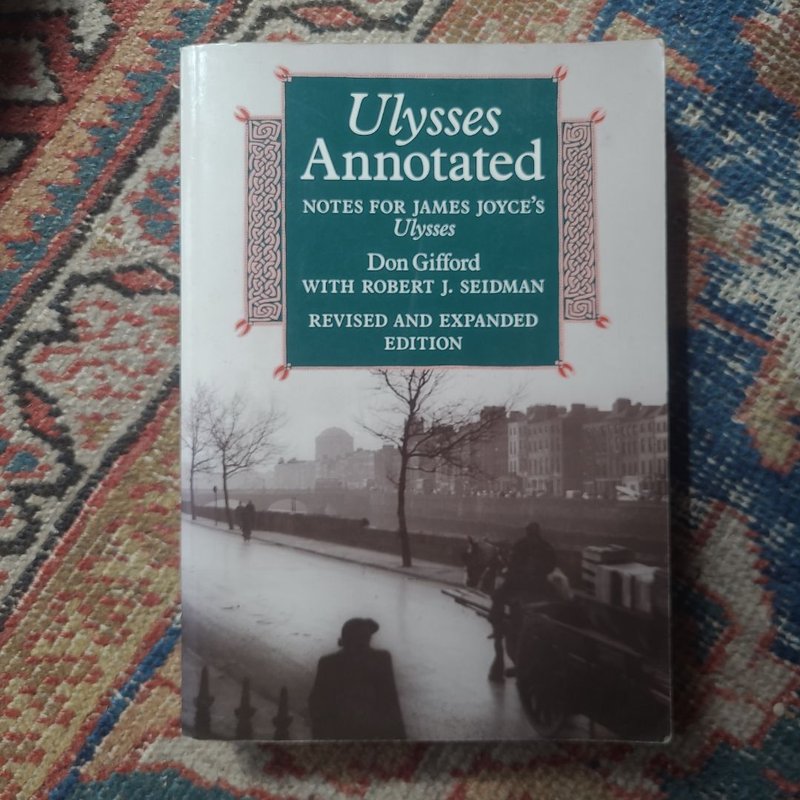 Ulysses
Annotated
NOTES FOR JAMES JOYCE'S
Ulysses
Don Gifford
WITH ROBERT J. SEIDMAN
REVISED AND EXPANDED
EDITION